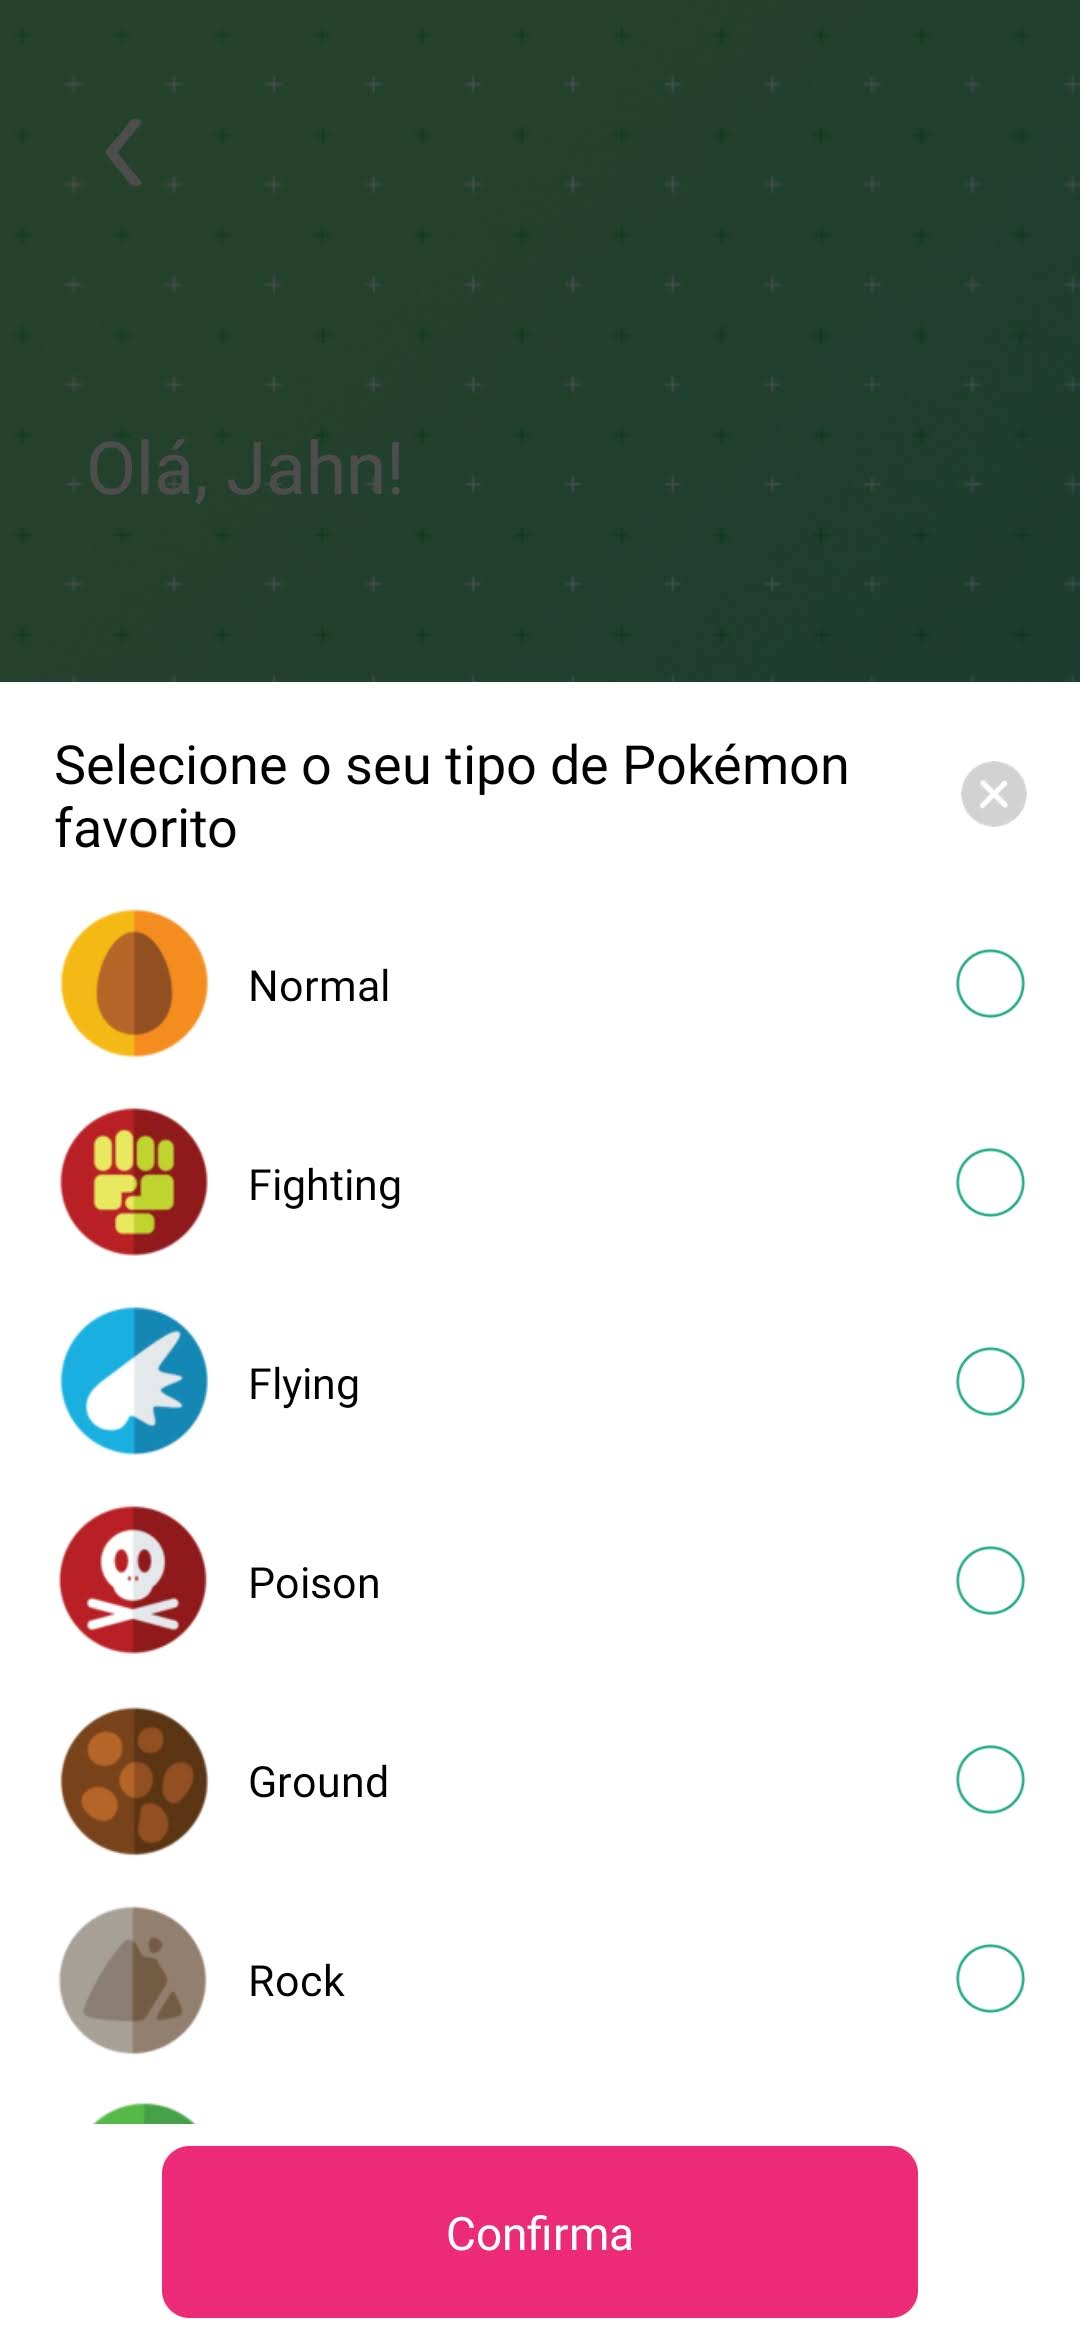 Olá, Jahn!
Selecione o seu tipo de Pokémon
favorito
Normal
Fighting
Flying
Poison
Ground
Rock
Confirma